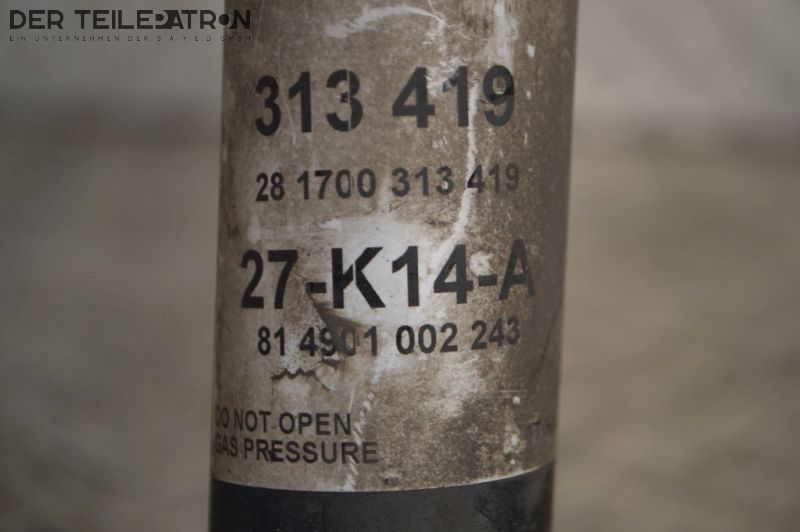 DER TEILEPATRON
EIN UNTERNEHMEN DER S A Y E D GMBH
313 419
28 1700 313 419
27-K14-A
81 4901 002 243
DO NOT OPEN
GAS PRESSURE